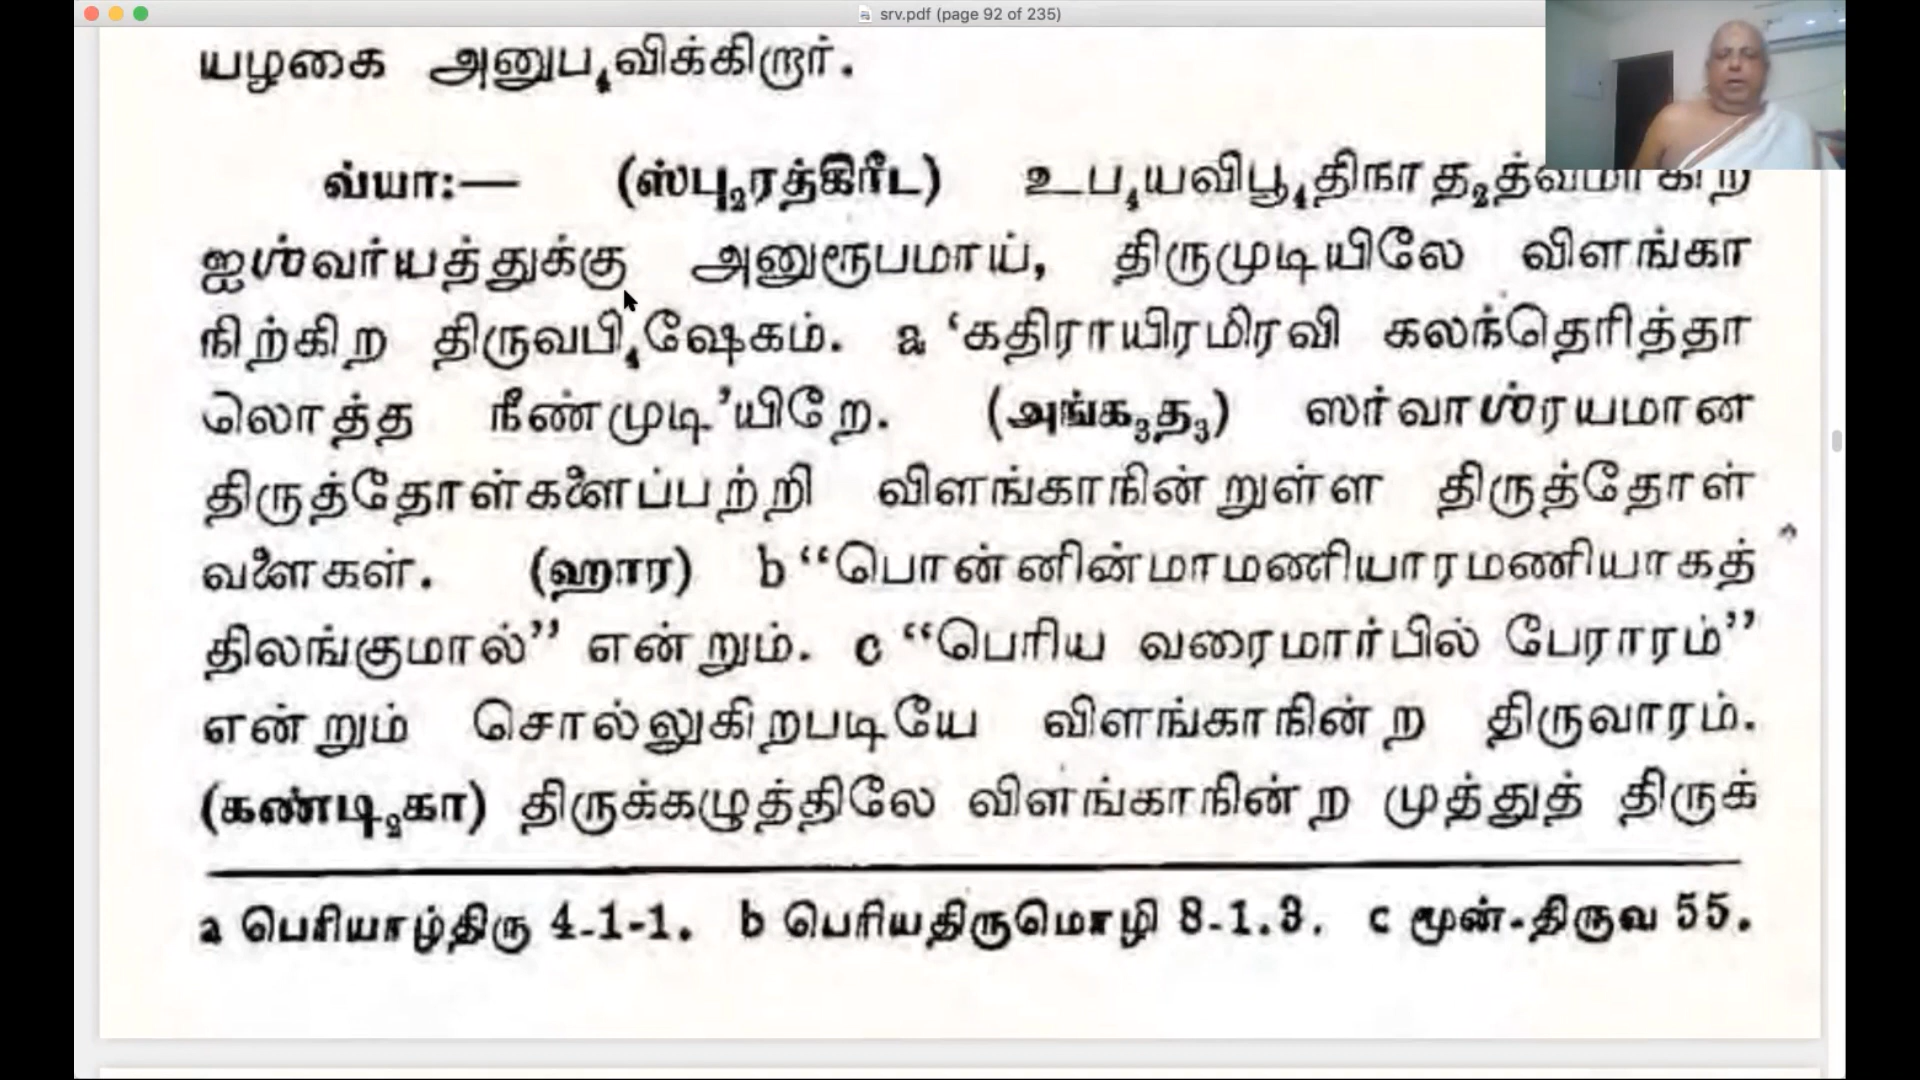 srv.pdf (page 92 of 235)
யழகை அனுப₄விக்கிறார்.
வ்யா:— (ஸ்பு₂ரத்கிரீட) உப₄யவிபூ₄திநாத₂த்வமாகிற
ஐஶ்வர்யத்துக்கு அனுரூபமாய், திருமுடியிலே விளங்கா
நிற்கிற திருவபி₄ஷேகம். a ‘கதிராயிரமிரவி கலந்தெரித்தா
லொத்த நீண்முடி’யிறே. (அங்க₃த₃) ஸர்வாஶ்ரயமான
திருத்தோள்களைப்பற்றி விளங்காநின்றுள்ள திருத்தோள்
வளைகள். (ஹார) b “பொன்னின்மாமணியாரமணியாகத்
திலங்குமால்” என்றும். c “பெரிய வரைமார்பில் பேராரம்”
என்றும் சொல்லுகிறபடியே விளங்காநின்ற திருவாரம்.
(கண்டி₂கா) திருக்கழுத்திலே விளங்காநின்ற முத்துத் திருக்
a பெரியாழ்திரு 4-1-1. b பெரியதிருமொழி 8-1.3. c மூன்-திருவ 55.